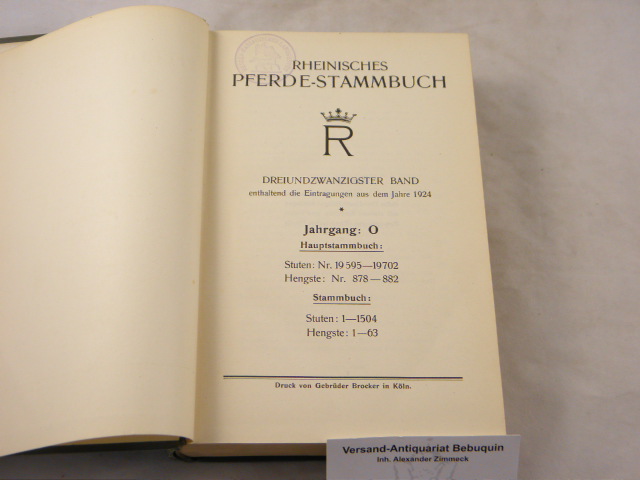 RHEINISCHES
PFERDE-STAMMBUCH
R
DREIUNDZWANZIGSTER BAND
enthaltend die Eintragungen aus dem Jahre 1924
*
Jahrgang: O
Hauptstammbuch:
Stuten: Nr. 19595—19702
Hengste: Nr. 878—882
Stammbuch:
Stuten: 1—1504
Hengste: 1—63
Druck von Gebrüder Brocker in Köln.
Versand-Antiquariat Bebuquin
Inh. Alexander Zimmeck